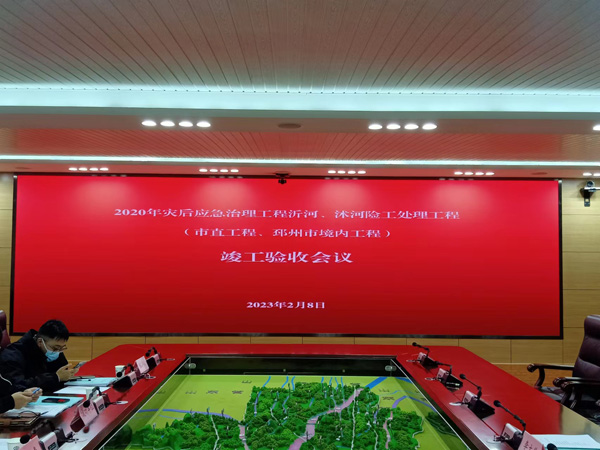 2020年灾后应急治理工程沂河、沭河险工处理工程
（市直工程、邳州市境内工程）
竣工验收会议
2023年2月8日